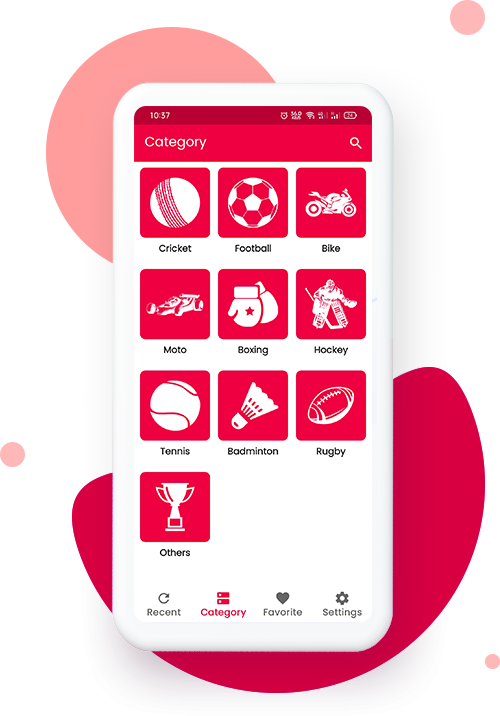 10:37
Category
Cricket Football Bike
Moto Boxing Hockey
Tennis Badminton Rugby
Others
Recent Category Favorite Settings